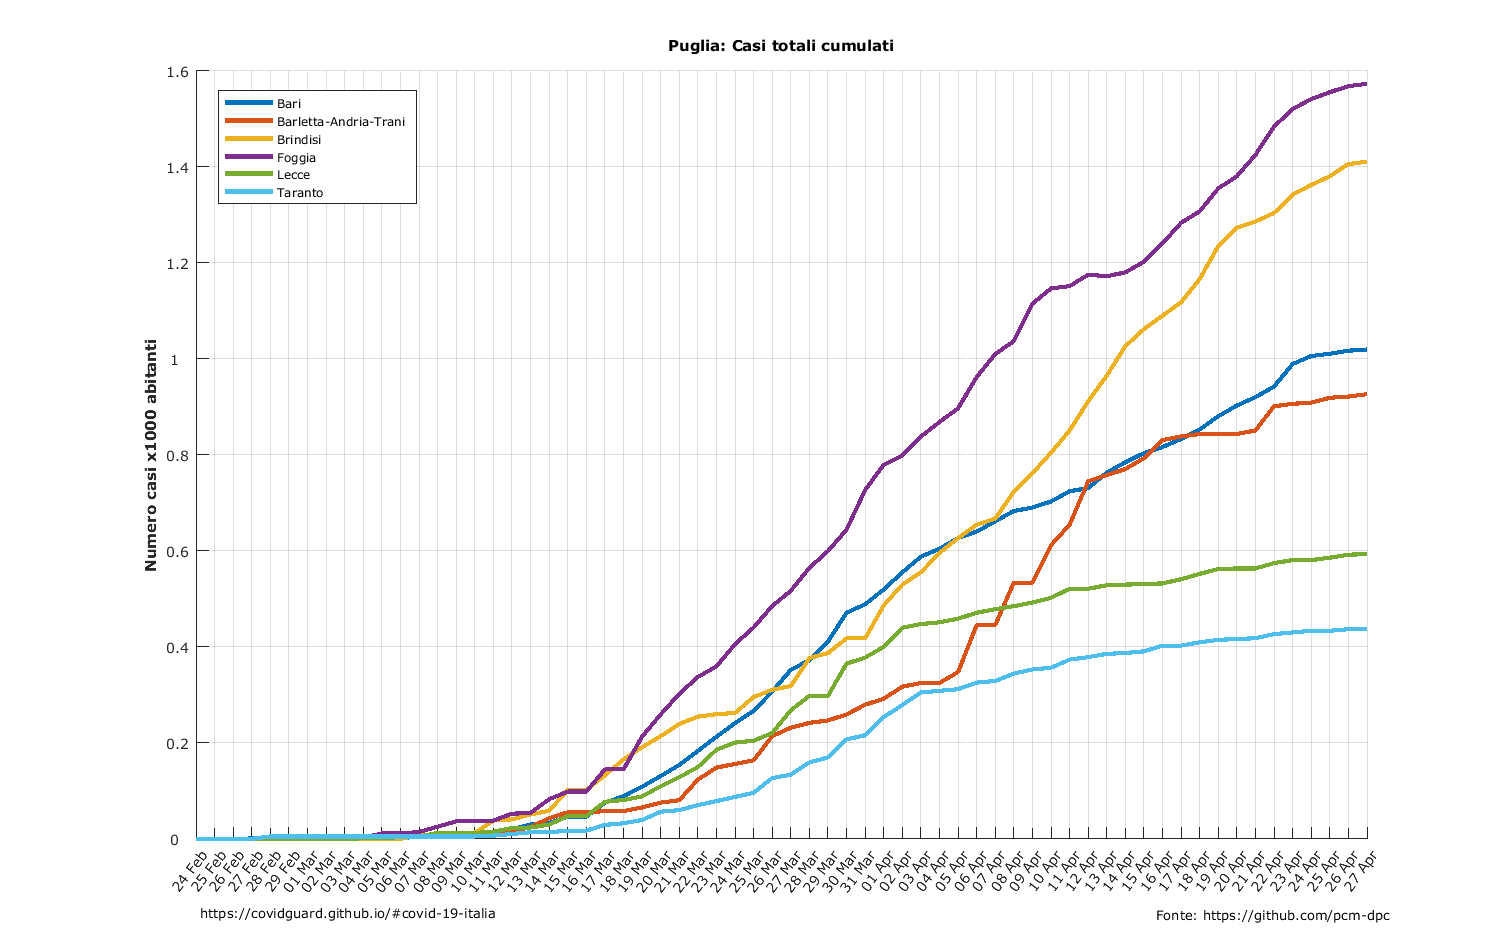 Puglia: Casi totali cumulati
1.6
1.4
1.2
1
0.8
0.6
0.4
0.2
0
Numero casi x1000 abitanti
Bari
Barletta-Andria-Trani
Brindisi
Foggia
Lecce
Taranto
24 Feb
25 Feb
26 Feb
27 Feb
28 Feb
29 Feb
01 Mar
02 Mar
03 Mar
04 Mar
05 Mar
06 Mar
07 Mar
08 Mar
09 Mar
10 Mar
11 Mar
12 Mar
13 Mar
14 Mar
15 Mar
16 Mar
17 Mar
18 Mar
19 Mar
20 Mar
21 Mar
22 Mar
23 Mar
24 Mar
25 Mar
26 Mar
27 Mar
28 Mar
29 Mar
30 Mar
31 Mar
01 Apr
02 Apr
03 Apr
04 Apr
05 Apr
06 Apr
07 Apr
08 Apr
09 Apr
10 Apr
11 Apr
12 Apr
13 Apr
14 Apr
15 Apr
16 Apr
17 Apr
18 Apr
19 Apr
20 Apr
21 Apr
22 Apr
23 Apr
24 Apr
25 Apr
26 Apr
27 Apr
https://covidguard.github.io/#covid-19-italia
Fonte: https://github.com/pcm-dpc